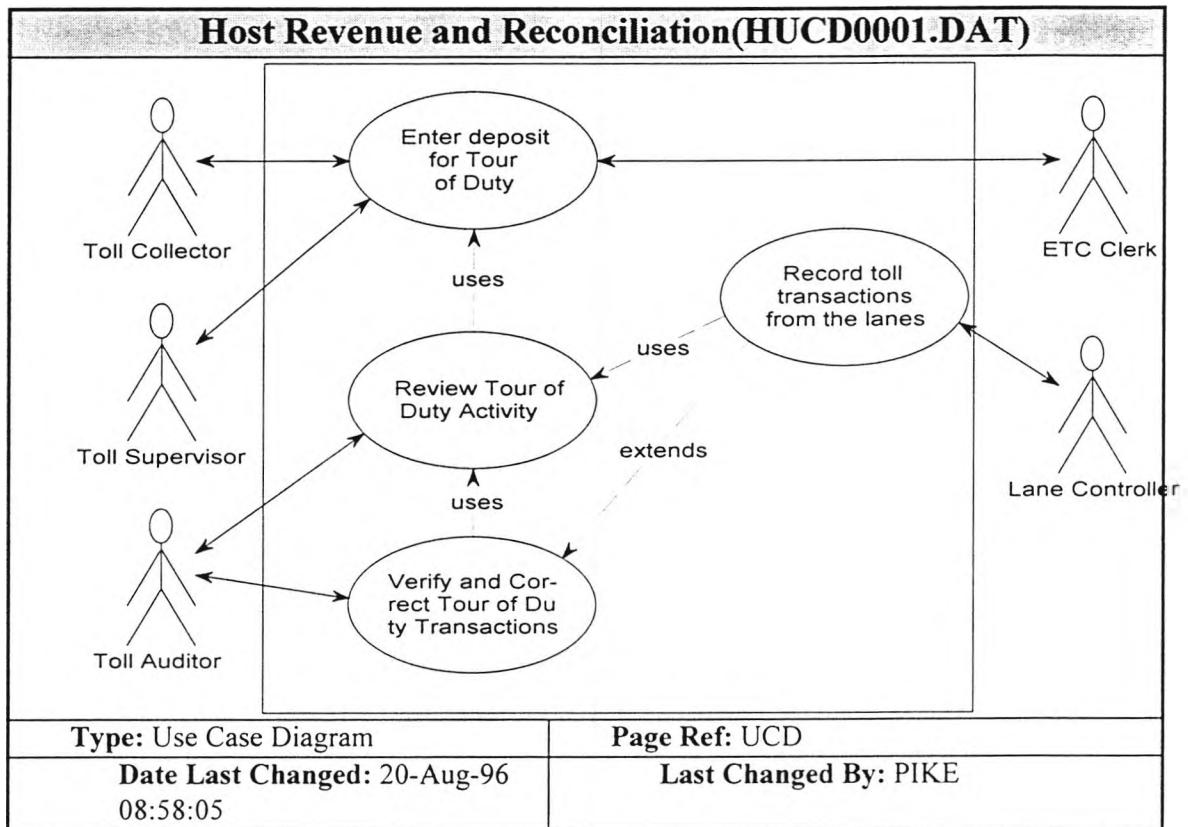 Host Revenue and Reconciliation(HUCD0001.DAT)
Enter deposit
for Tour
of Duty
Toll Collector
ETC Clerk
uses
Record toll
transactions
from the lanes
uses
Review Tour of
Duty Activity
Toll Supervisor
extends
Lane Controller
uses
Verify and Cor-
rect Tour of Du
ty Transactions
Toll Auditor
Type: Use Case Diagram
Page Ref: UCD
Date Last Changed: 20-Aug-96
08:58:05
Last Changed By: PIKE